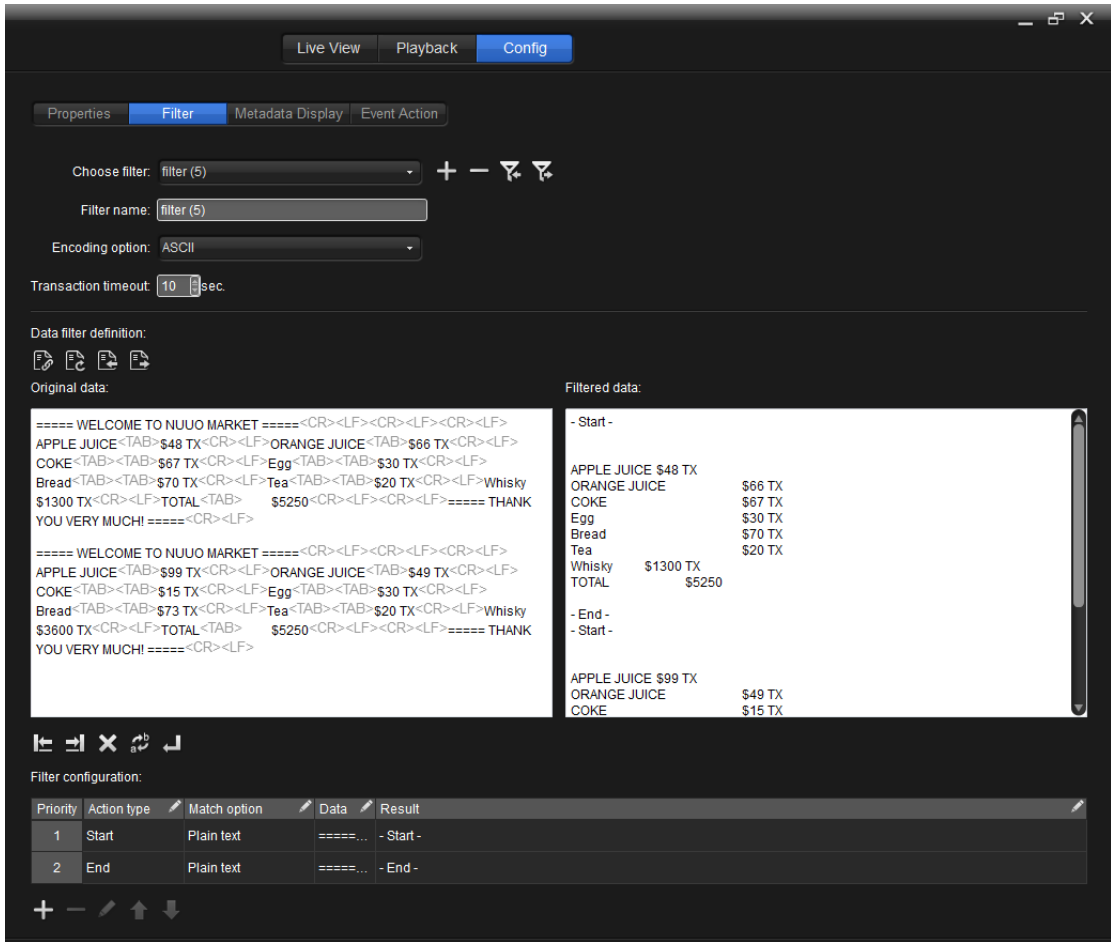 Live View Playback Config
Properties Filter Metadata Display Event Action
Choose filter: filter (5)
Filter name: filter (5)
Encoding option: ASCII
Transaction timeout: 10 sec.
Data filter definition:
Original data:
===== WELCOME TO NUUO MARKET =====<CR><LF><CR><LF><CR><LF>
APPLE JUICE<TAB>$48 TX<CR><LF>ORANGE JUICE<TAB>$66 TX<CR><LF>
COKE<TAB><TAB>$67 TX<CR><LF>Egg<TAB><TAB>$30 TX<CR><LF>
Bread<TAB><TAB>$70 TX<CR><LF>Tea<TAB><TAB>$20 TX<CR><LF>Whisky
$1300 TX<CR><LF>TOTAL<TAB> $5250<CR><LF><CR><LF>===== THANK
YOU VERY MUCH! =====<CR><LF>
===== WELCOME TO NUUO MARKET =====<CR><LF><CR><LF><CR><LF>
APPLE JUICE<TAB>$99 TX<CR><LF>ORANGE JUICE<TAB>$49 TX<CR><LF>
COKE<TAB><TAB>$15 TX<CR><LF>Egg<TAB><TAB>$30 TX<CR><LF>
Bread<TAB><TAB>$73 TX<CR><LF>Tea<TAB><TAB>$20 TX<CR><LF>Whisky
$3600 TX<CR><LF>TOTAL<TAB> $5250<CR><LF><CR><LF>===== THANK
YOU VERY MUCH! =====<CR><LF>
Filtered data:
- Start -
APPLE JUICE $48 TX
ORANGE JUICE $66 TX
COKE $67 TX
Egg $30 TX
Bread $70 TX
Tea $20 TX
Whisky $1300 TX
TOTAL $5250
- End -
- Start -
APPLE JUICE $99 TX
ORANGE JUICE $49 TX
COKE $15 TX
Filter configuration:
Priority Action type Match option Data Result
1 Start Plain text =====... - Start -
2 End Plain text =====... - End -